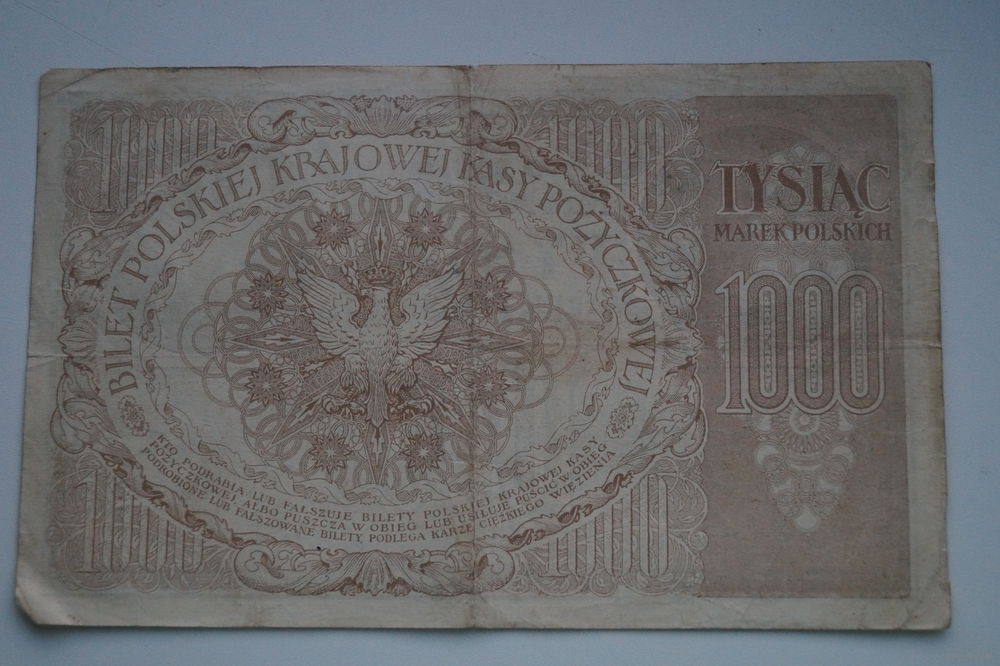 1000
1000
BILET POLSKIEJ KRAJOWEJ KASY POŻYCZKOWEJ
TYSIĄC
MAREK POLSKICH
1000
KTO PODRABIA LUB FAŁSZUJE BILETY POLSKIEJ KRAJOWEJ KASY
POŻYCZKOWEJ ALBO PUSZCZA W OBIEG LUB USIŁUJE PUŚCIĆ W OBIEG
PODROBIONE LUB FAŁSZOWANE BILETY, PODLEGA KARZE CIĘŻKIEGO WIĘZIENIA
1000
1000